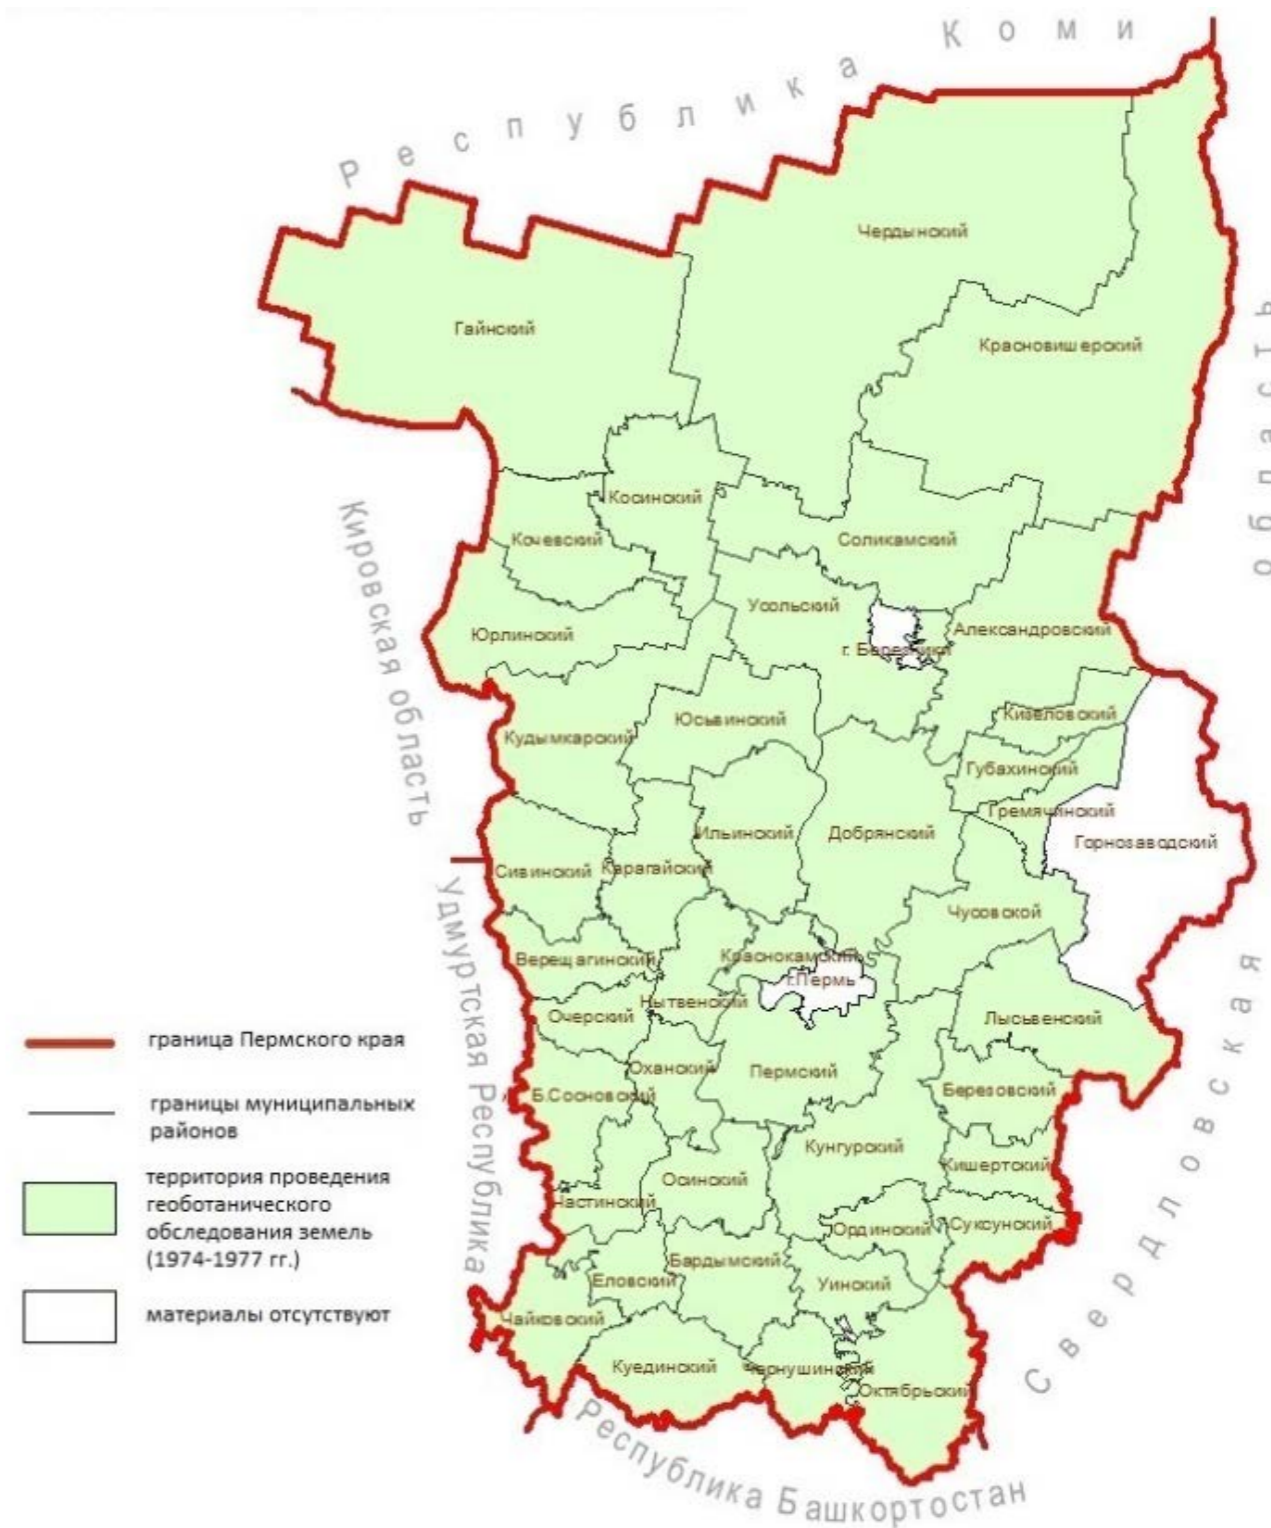 Республика Коми
Чердынский
Гайнский
Красновишерский
Косинский
Кочевский
Соликамский
Усольский
Юрлинский
Александровский
г. Березники
Кизеловский
Юсьвинский
Кудымкарский
Губахинский
Гремячинский
Ильинский
Добрянский
Горнозаводский
Сивинский
Карагайский
Чусовской
Верещагинский
Краснокамский
г.Пермь
Нытвенский
Очерский
Лысьвенский
Оханский
Пермский
Б.Сосновский
Березовский
Кунгурский
Кишертский
Осинский
Частинский
Ординский
Суксунский
Бардымский
Еловский
Уинский
Чайковский
Куединский
Чернушинский
Октябрьский
Кировская область
Удмуртская Республика
Республика Башкортостан
Свердловская
область
граница Пермского края
границы муниципальных
районов
территория проведения
геоботанического
обследования земель
(1974-1977 гг.)
материалы отсутствуют